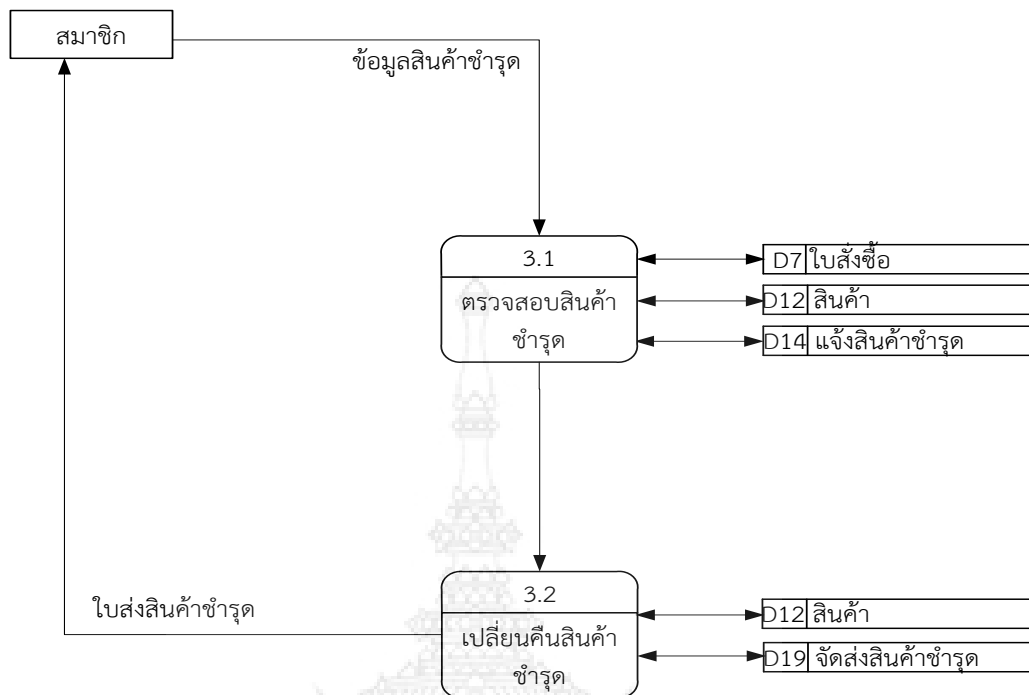 สมาชิก
ข้อมูลสินค้าชำรุด
3.1
ตรวจสอบสินค้า
ชำรุด
D7 ใบสั่งซื้อ
D12 สินค้า
D14 แจ้งสินค้าชำรุด
ใบส่งสินค้าชำรุด
3.2
เปลี่ยนคืนสินค้า
ชำรุด
D12 สินค้า
D19 จัดส่งสินค้าชำรุด